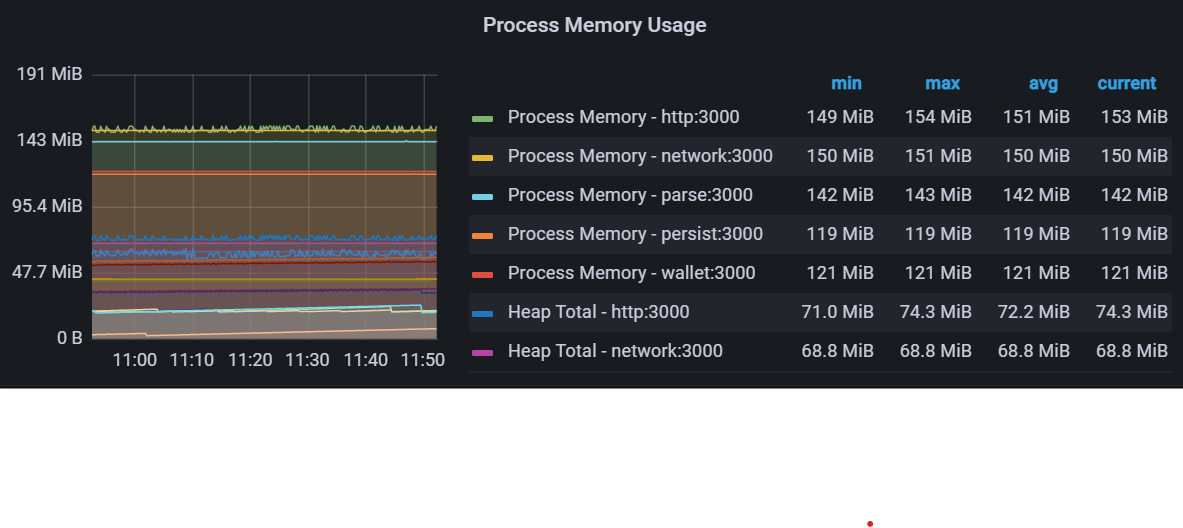 Process Memory Usage
191 MiB
143 MiB
95.4 MiB
47.7 MiB
0 B
11:00 11:10 11:20 11:30 11:40 11:50
min max avg current
Process Memory - http:3000 149 MiB 154 MiB 151 MiB 153 MiB
Process Memory - network:3000 150 MiB 151 MiB 150 MiB 150 MiB
Process Memory - parse:3000 142 MiB 143 MiB 142 MiB 142 MiB
Process Memory - persist:3000 119 MiB 119 MiB 119 MiB 119 MiB
Process Memory - wallet:3000 121 MiB 121 MiB 121 MiB 121 MiB
Heap Total - http:3000 71.0 MiB 74.3 MiB 72.2 MiB 74.3 MiB
Heap Total - network:3000 68.8 MiB 68.8 MiB 68.8 MiB 68.8 MiB